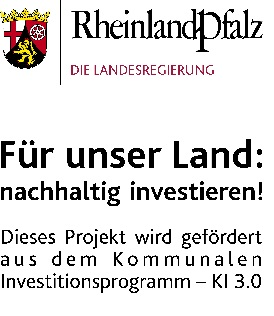 RheinlandPfalz
DIE LANDESREGIERUNG
Für unser Land:
nachhaltig investieren!
Dieses Projekt wird gefördert
aus dem Kommunalen
Investitionsprogramm – KI 3.0